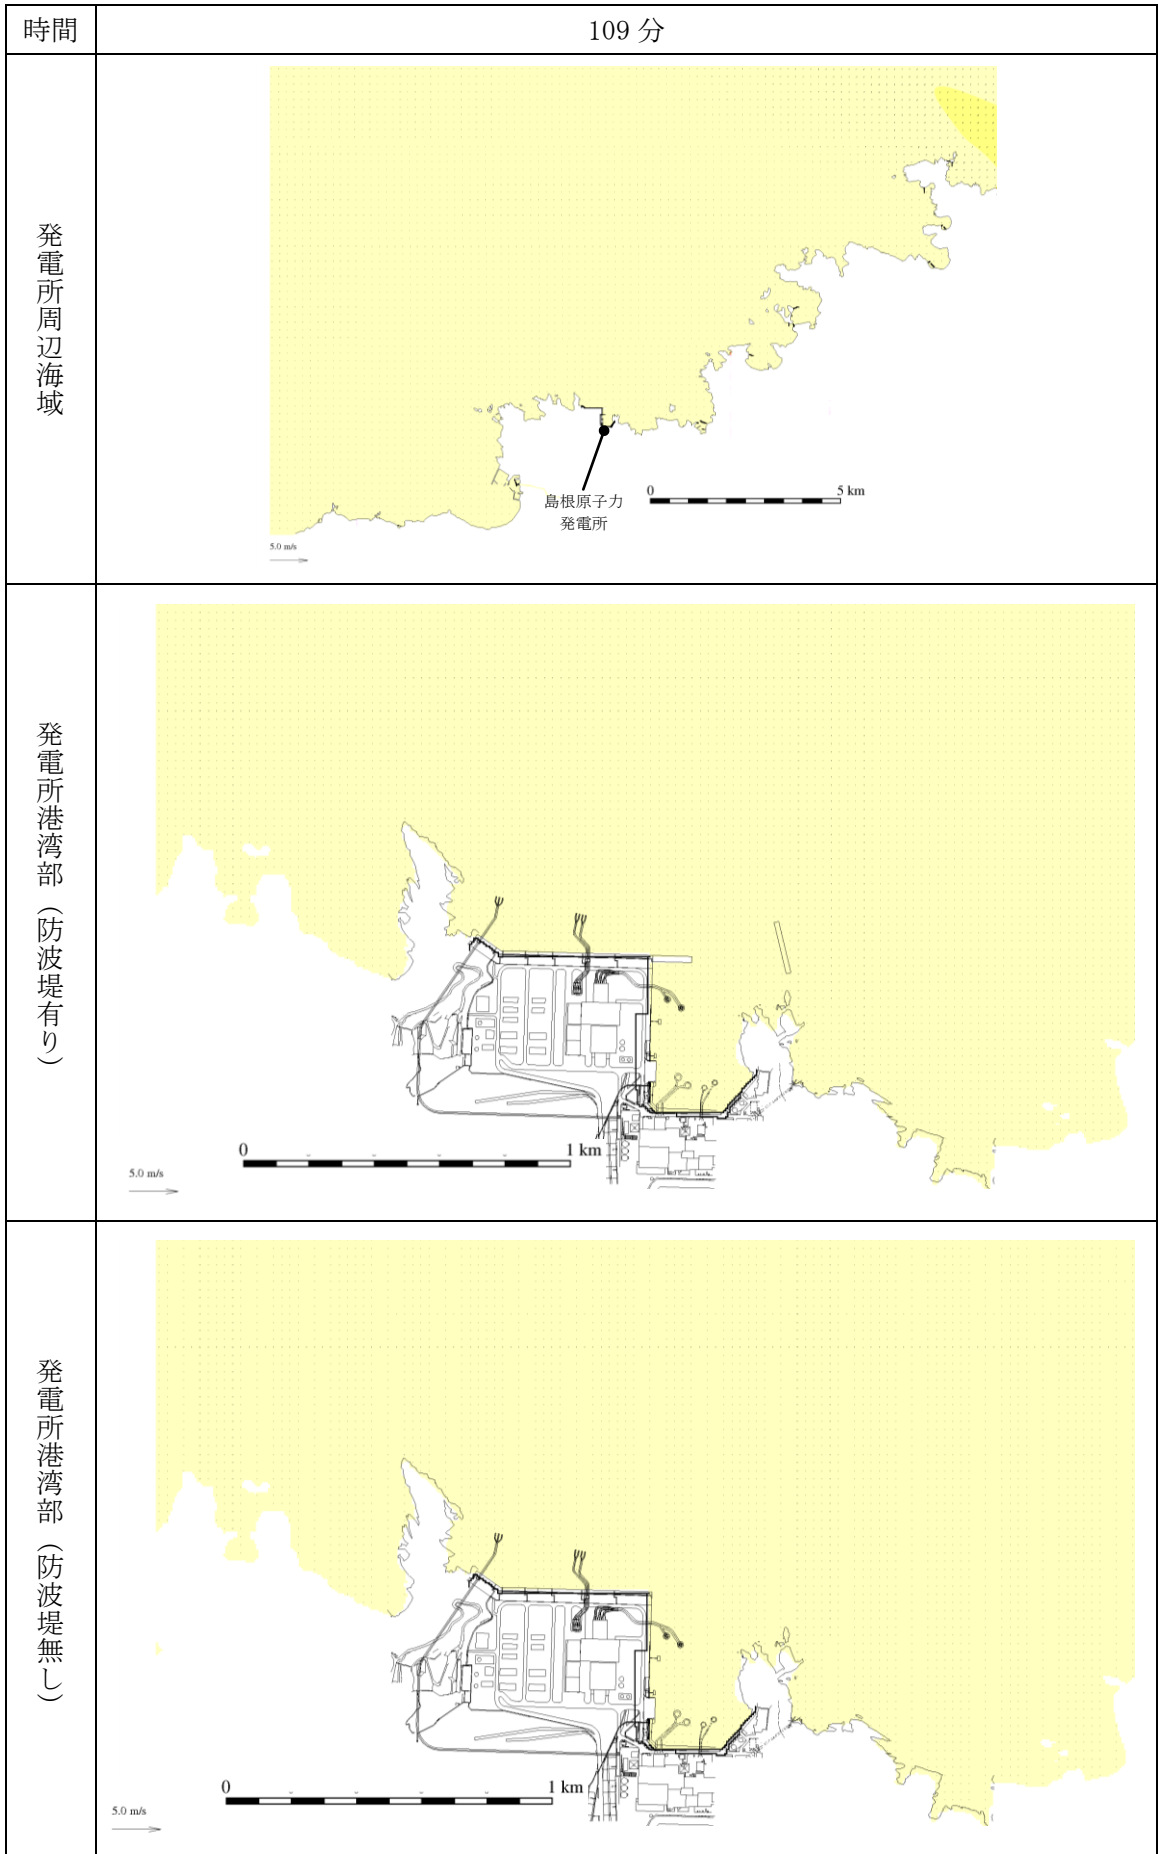 時間
109 分
発電所周辺海域
島根原子力
発電所
0
5 km
5.0 m/s
発電所港湾部（防波堤有り）
0
1 km
5.0 m/s
発電所港湾部（防波堤無し）
0
1 km
5.0 m/s